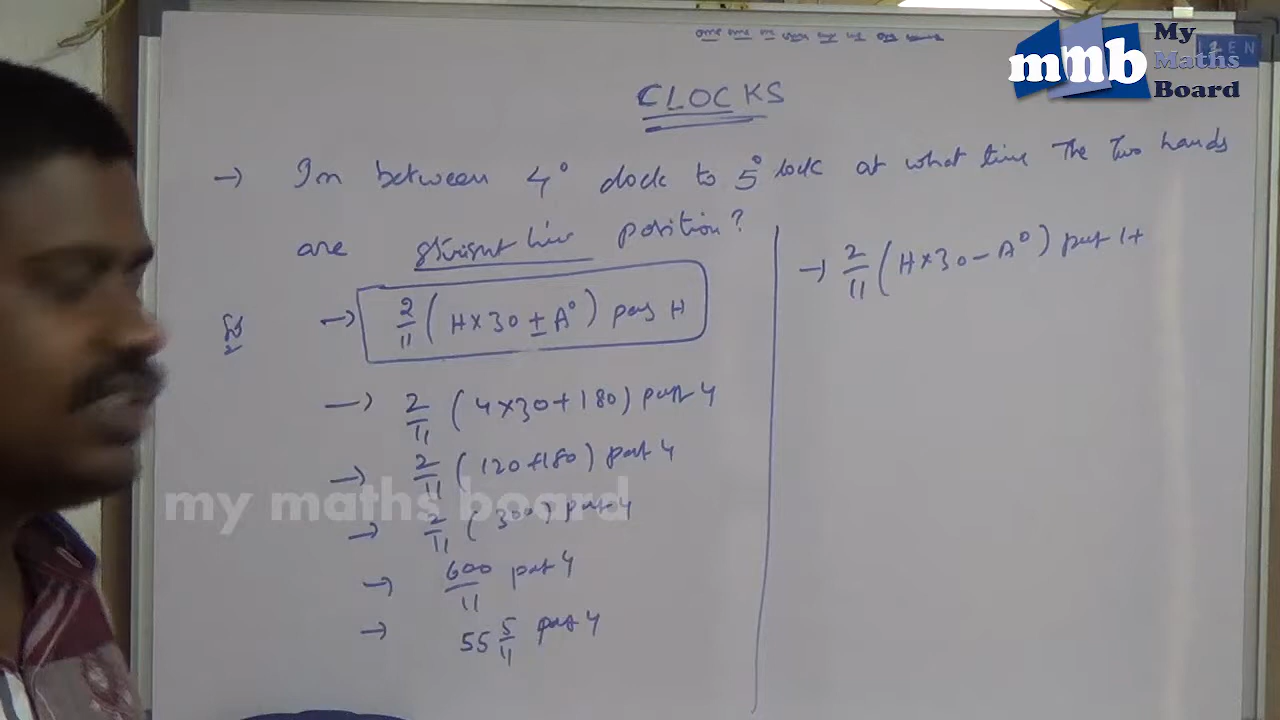 mmb My Maths Board
CLOCKS
→ In between 4° clock to 5° lock at what time The Two hands
are straight line position?
→ 2/11 (H×30 ± A°) past H
→ 2/11 (4×30+180) past 4
→ 2/11 (120+180) past 4
→ 2/11 (300) past 4
→ 600/11 past 4
→ 55 5/11 past 4
→ 2/11 (H×30-A°) past H
my maths board